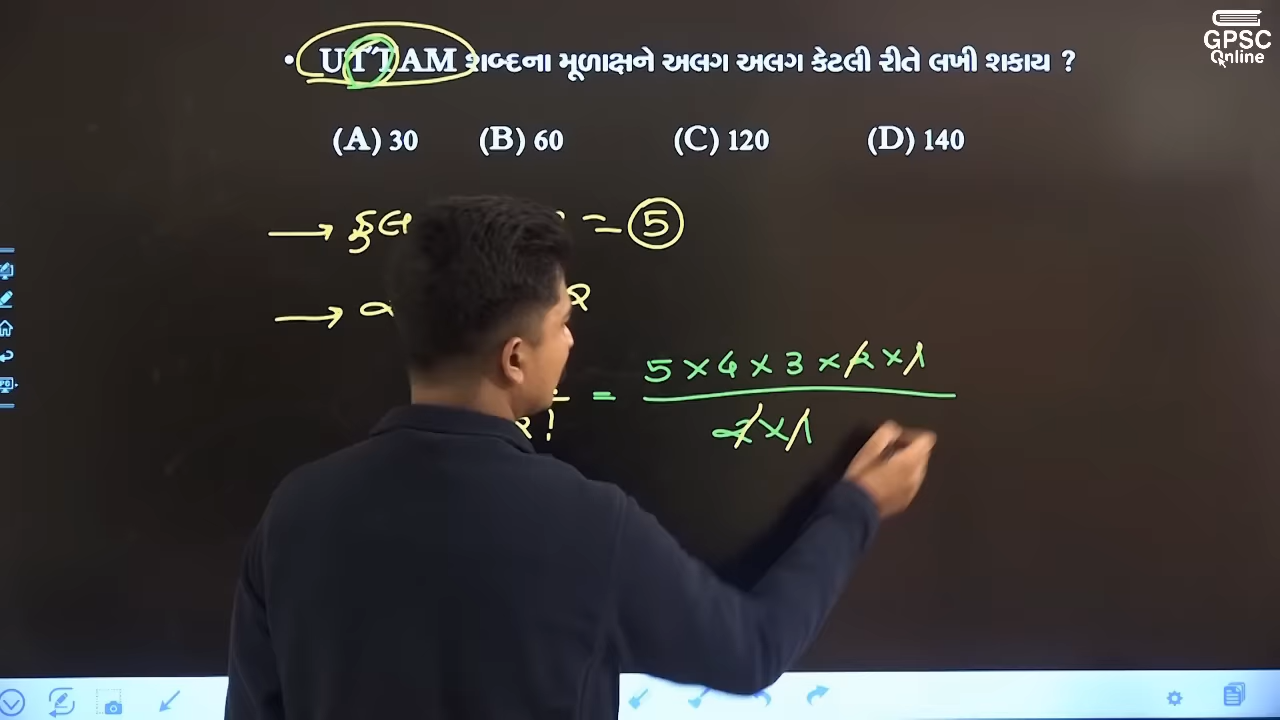 GPSC
Online
• UTTAM શબ્દના મૂળાક્ષને અલગ અલગ કેટલી રીતે લખી શકાય ?
(A) 30 (B) 60 (C) 120 (D) 140
→ કુલ = 5
→
2! = 5 × 4 × 3 × 2 × 1
2 × 1